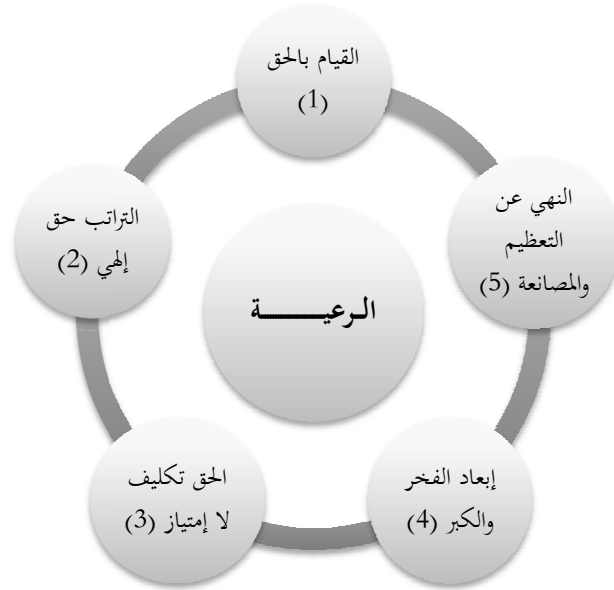 القيام بالحق
(1)
التراتب حق
إلهي (2)
الحق تكليف
لا إمتياز (3)
إبعاد الفخر
والكبر (4)
النهي عن
التعظيم
والمصانعة (5)
الـرعيـــــــــة